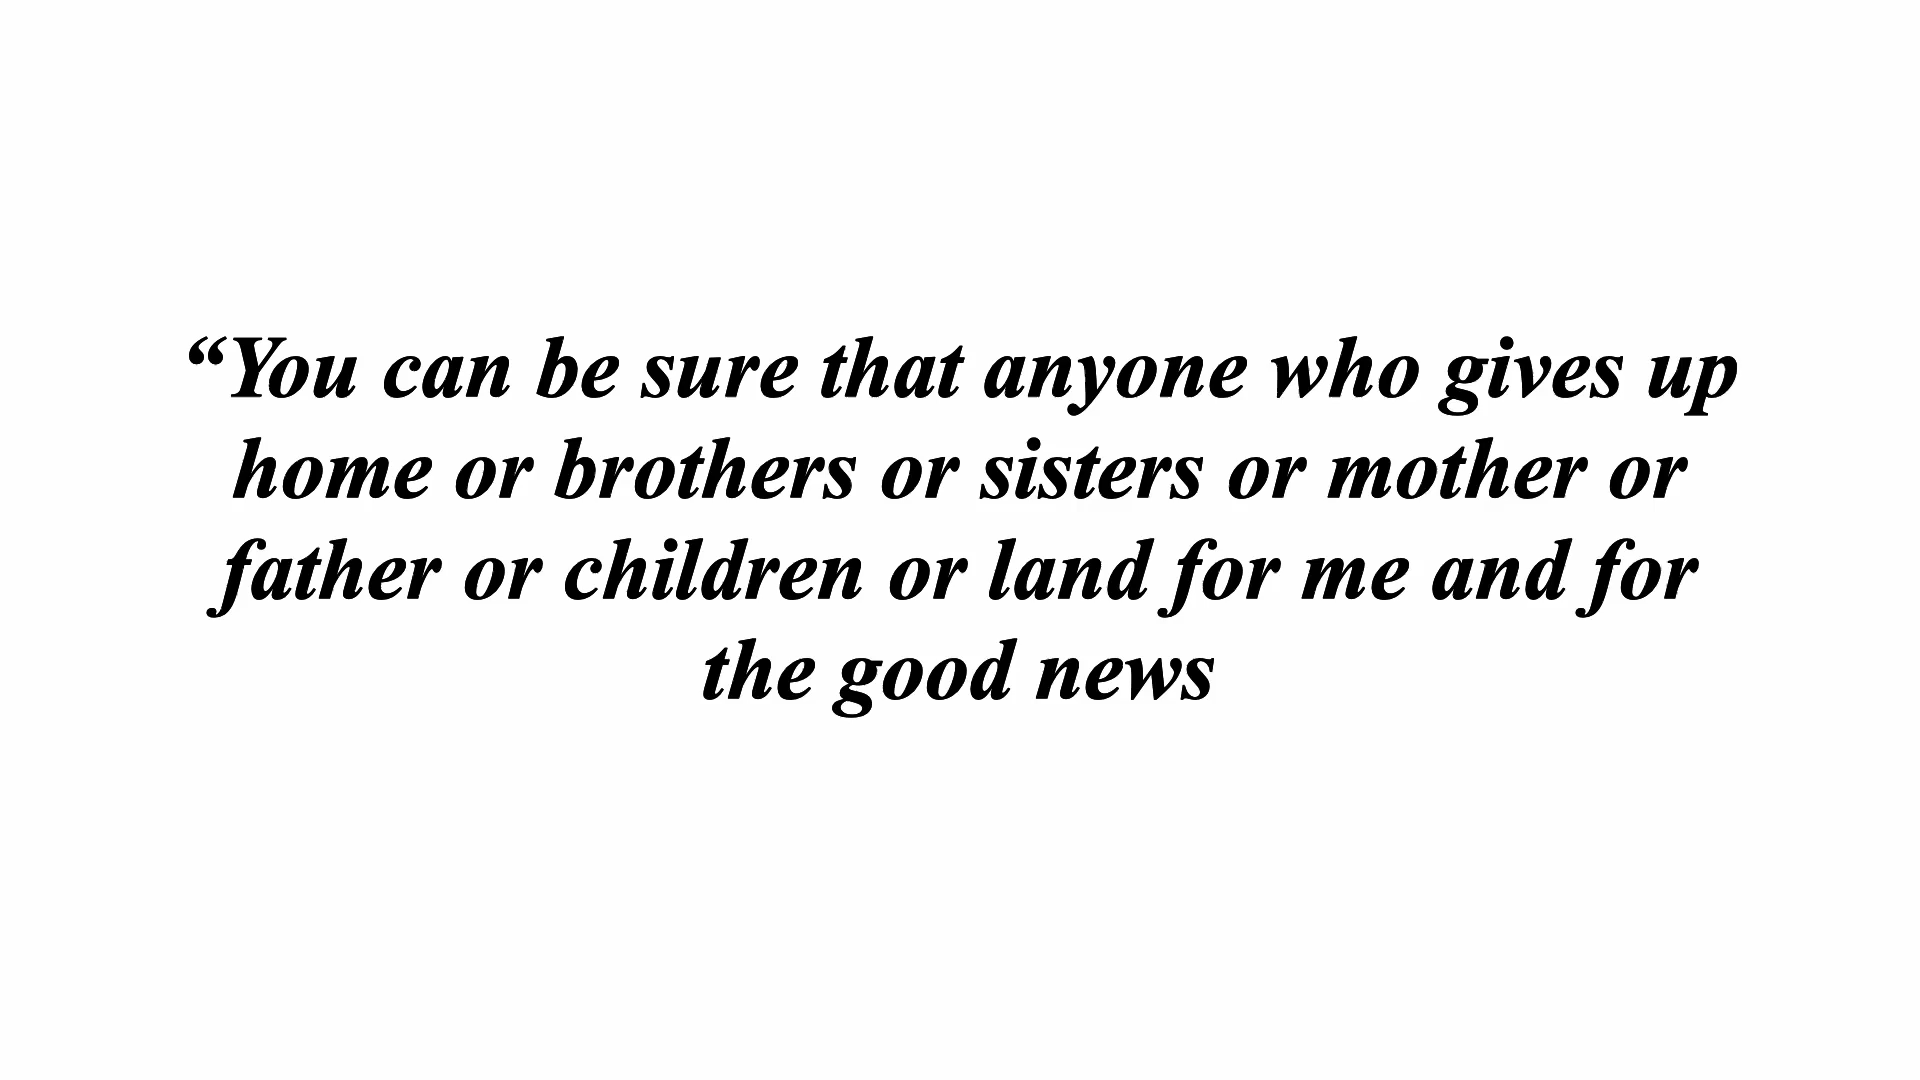 “You can be sure that anyone who gives up
home or brothers or sisters or mother or
father or children or land for me and for
the good news